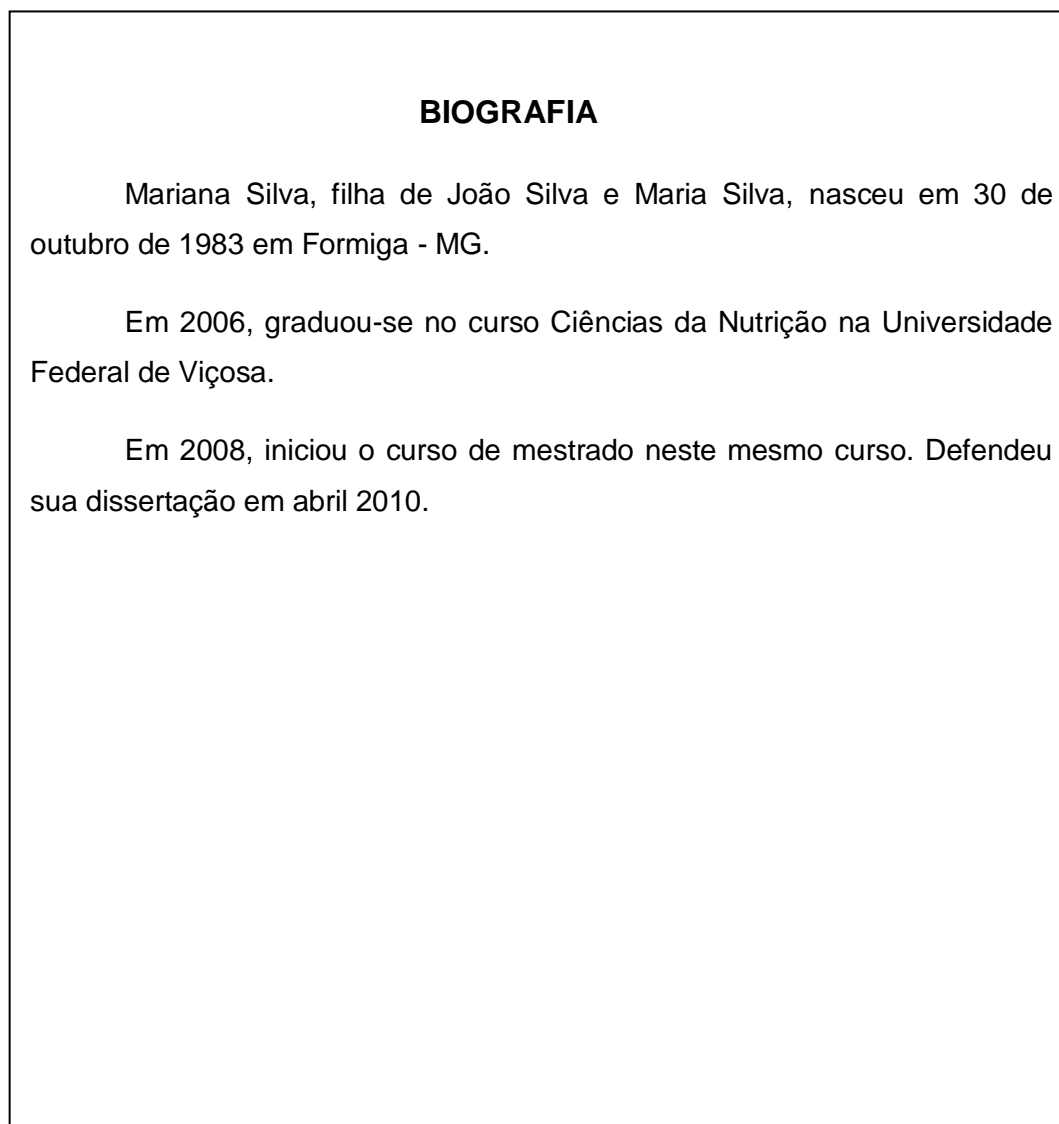 BIOGRAFIA
Mariana Silva, filha de João Silva e Maria Silva, nasceu em 30 de
outubro de 1983 em Formiga - MG.
Em 2006, graduou-se no curso Ciências da Nutrição na Universidade
Federal de Viçosa.
Em 2008, iniciou o curso de mestrado neste mesmo curso. Defendeu
sua dissertação em abril 2010.